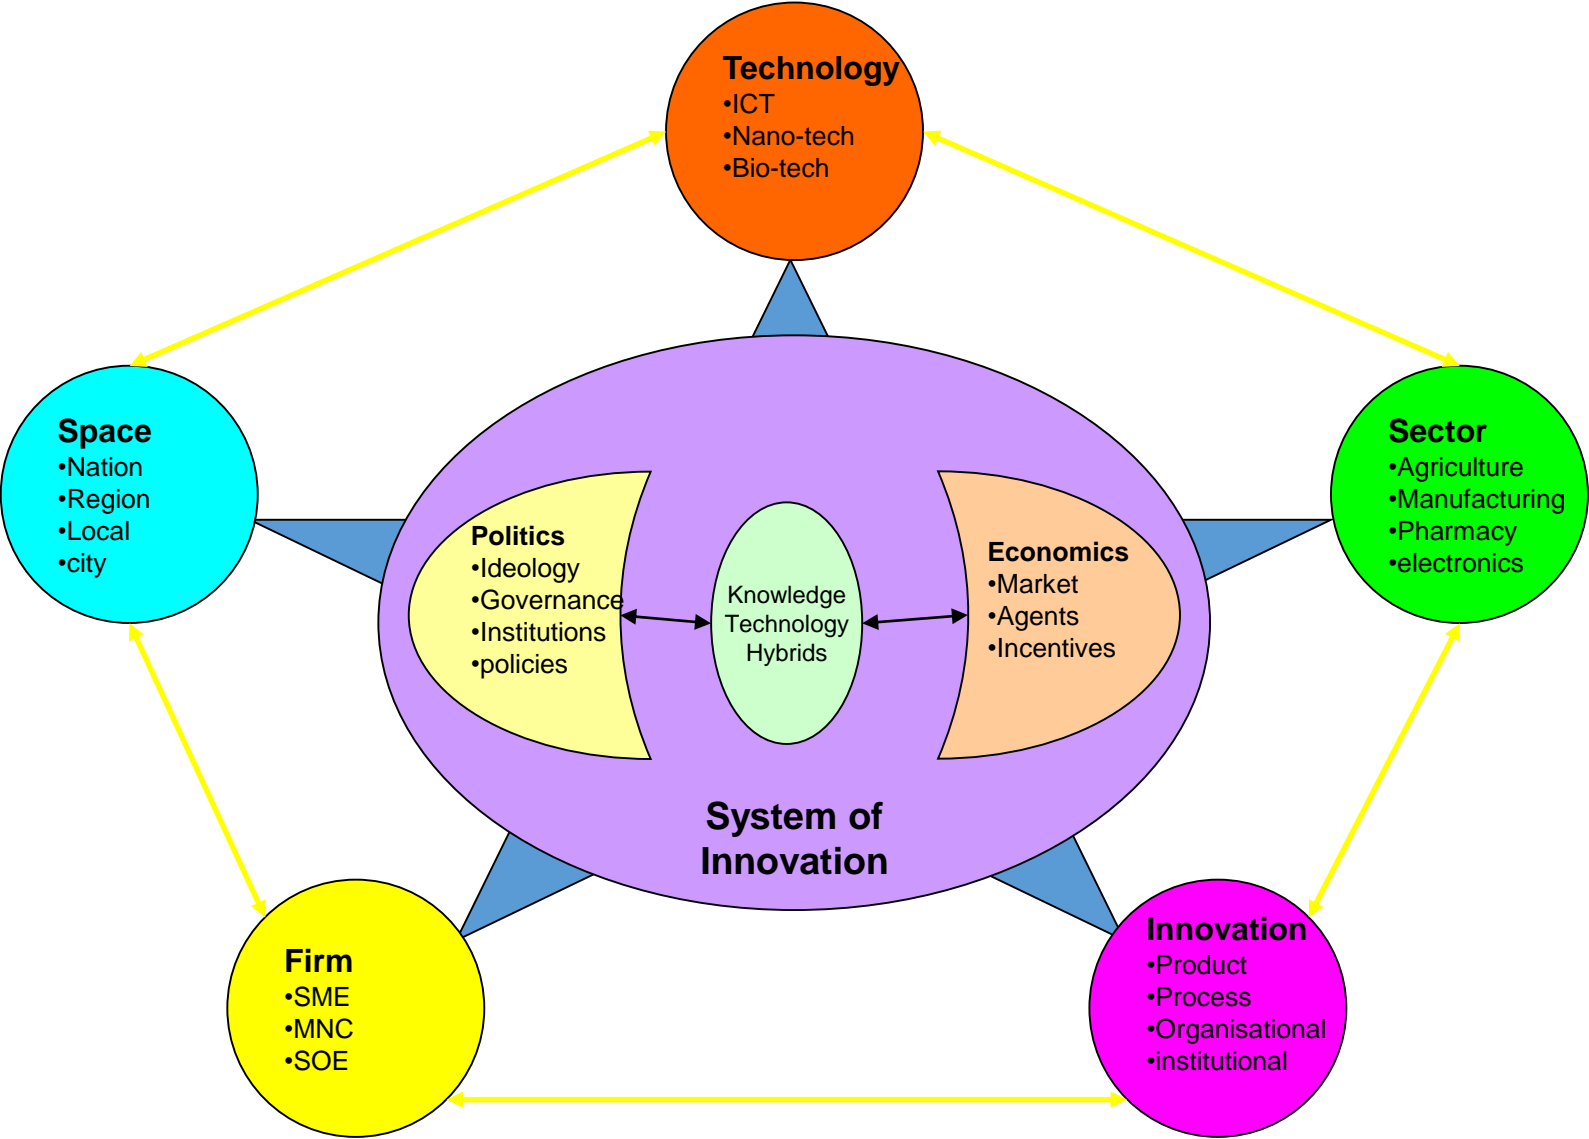 Technology
•ICT
•Nano-tech
•Bio-tech
Space
•Nation
•Region
•Local
•city
Sector
•Agriculture
•Manufacturing
•Pharmacy
•electronics
Politics
•Ideology
•Governance
•Institutions
•policies
Knowledge
Technology
Hybrids
Economics
•Market
•Agents
•Incentives
System of
Innovation
Firm
•SME
•MNC
•SOE
Innovation
•Product
•Process
•Organisational
•institutional